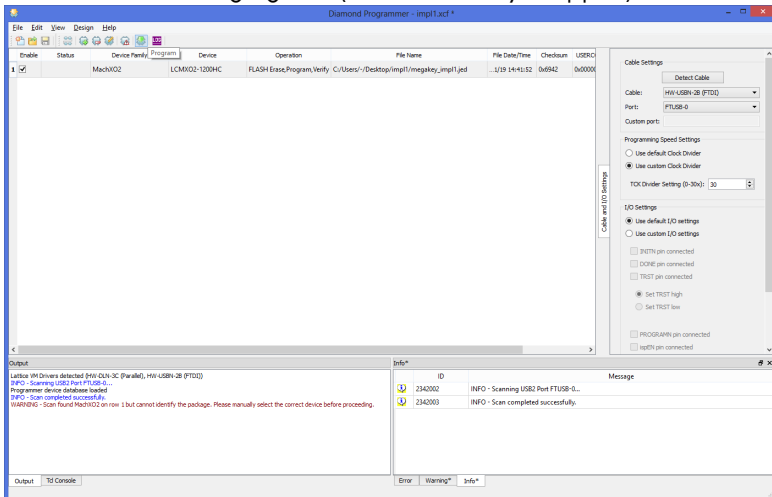 Diamond Programmer - impl1.xcf *
File Edit View Design Help
LOG
Program
Enable Status Device Family Device Operation File Name File Date/Time Checksum USERC
1 MachXO2 LCMXO2-1200HC FLASH Erase,Program,Verify C:/Users/-/Desktop/impl1/megakey_impl1.jed ...1/19 14:41:52 0x6942 0x0000
Cable and I/O Settings
Cable Settings
Detect Cable
Cable: HW-USBN-2B (FTDI)
Port: FTUSB-0
Custom port:
Programming Speed Settings
Use default Clock Divider
Use custom Clock Divider
TCK Divider Setting (0-30x): 30
I/O Settings
Use default I/O settings
Use custom I/O settings
INITN pin connected
DONE pin connected
TRST pin connected
Set TRST high
Set TRST low
PROGRAMN pin connected
ispEN pin connected
Output
Lattice VM Drivers detected (HW-DLN-3C (Parallel), HW-USBN-2B (FTDI))
INFO - Scanning USB2 Port FTUSB-0...
Programmer device database loaded
INFO - Scan completed successfully.
WARNING - Scan found MachXO2 on row 1 but cannot identify the package. Please manually select the correct device before proceeding.
Output Tcl Console
Info*
ID Message
2342002 INFO - Scanning USB2 Port FTUSB-0...
2342003 INFO - Scan completed successfully.
Error Warning* Info*